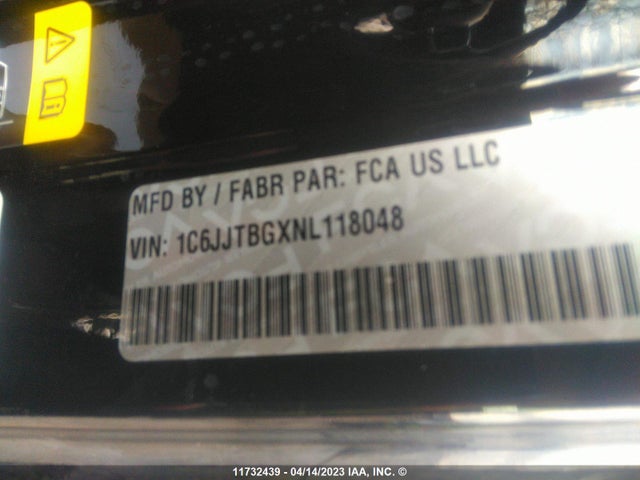 MFD BY / FABR PAR: FCA US LLC
VIN: 1C6JJTBGXNL118048
11732439 - 04/14/2023 IAA, INC. ©